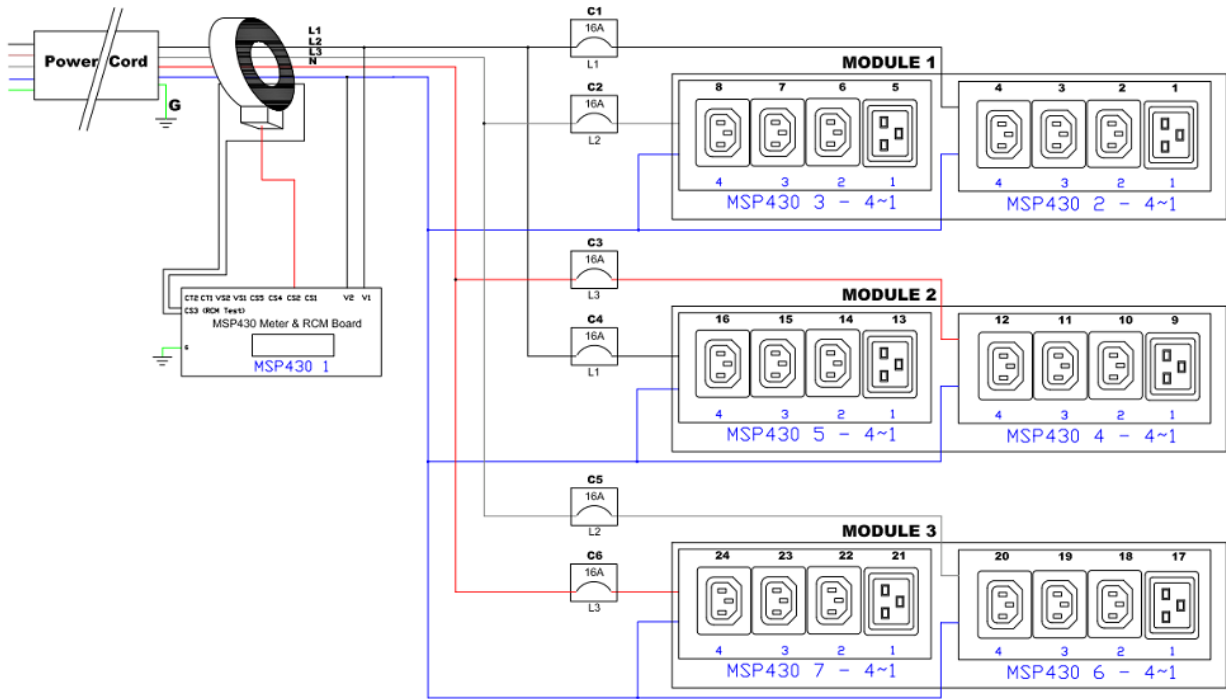 Power Cord
G
L1
L2
L3
N
C1
16A
L1
C2
16A
L2
MODULE 1
8 7 6 5 4 3 2 1
4 3 2 1 4 3 2 1
MSP430 3 - 4~1 MSP430 2 - 4~1
C3
16A
L3
C4
16A
L1
MODULE 2
16 15 14 13 12 11 10 9
4 3 2 1 4 3 2 1
MSP430 5 - 4~1 MSP430 4 - 4~1
CT2 CT1 VS2 VS1 CS5 CS4 CS2 CS1 V2 V1
CS3 (RCM Test)
MSP430 Meter & RCM Board
G
MSP430 1
C5
16A
L2
C6
16A
L3
MODULE 3
24 23 22 21 20 19 18 17
4 3 2 1 4 3 2 1
MSP430 7 - 4~1 MSP430 6 - 4~1